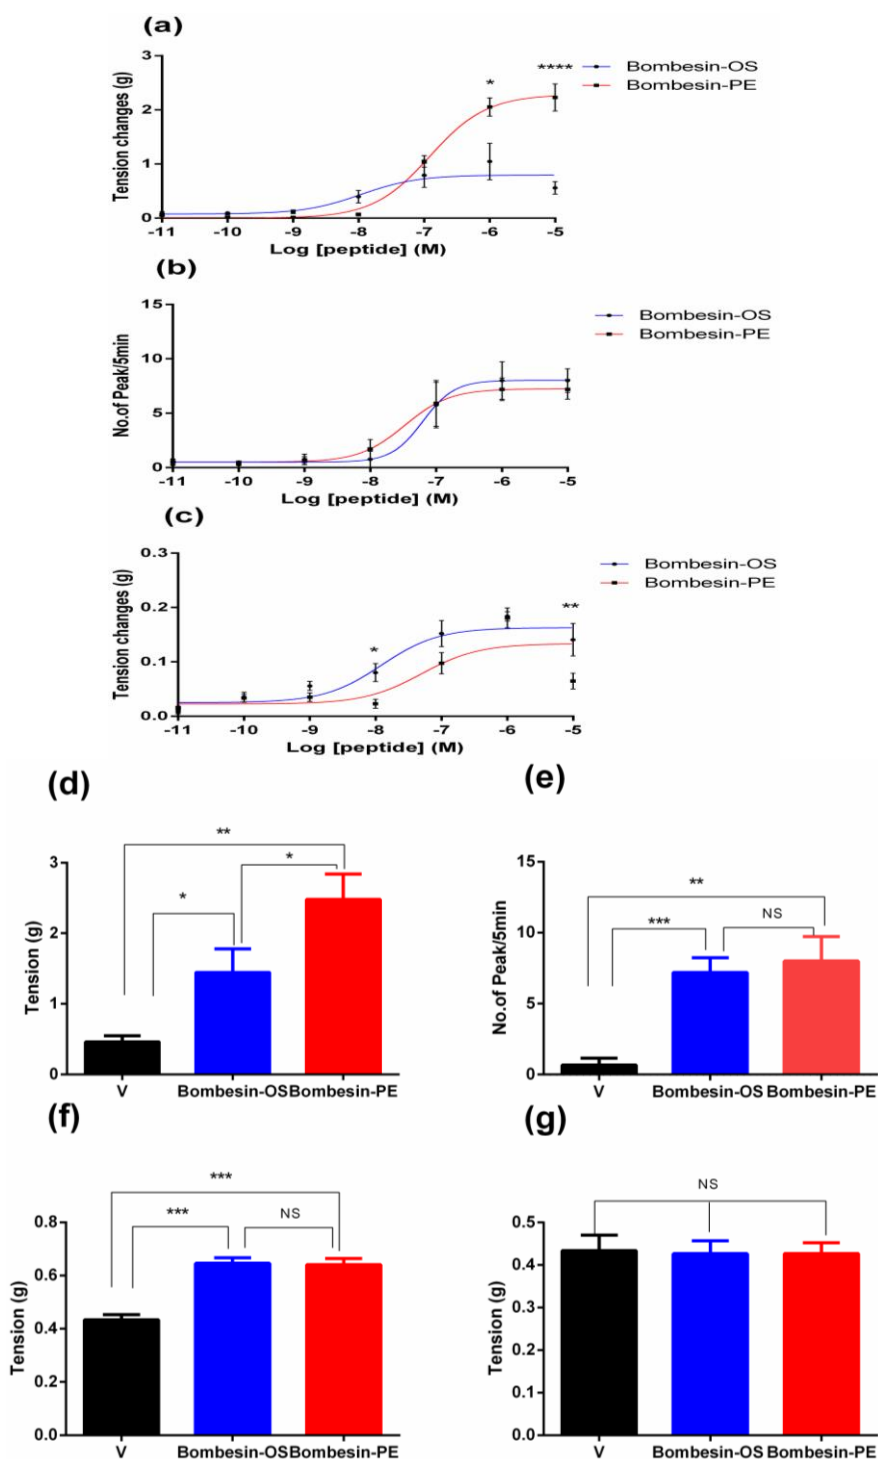 (a)
3
2
1
0
Tension changes (g)
*
****
Bombesin-OS
Bombesin-PE
-11 -10 -9 -8 -7 -6 -5
Log [peptide] (M)
(b)
15
10
5
0
No.of Peak/5min
Bombesin-OS
Bombesin-PE
-11 -10 -9 -8 -7 -6 -5
Log [peptide] (M)
(c)
0.3
0.2
0.1
0.0
Tension changes (g)
*
**
Bombesin-OS
Bombesin-PE
-11 -10 -9 -8 -7 -6 -5
Log [peptide] (M)
(d)
**
*
*
3
2
1
0
Tension (g)
V Bombesin-OS Bombesin-PE
(e)
**
***
NS
15
10
5
0
No.of Peak/5min
V Bombesin-OS Bombesin-PE
(f)
***
***
NS
0.8
0.6
0.4
0.2
0.0
Tension (g)
V Bombesin-OS Bombesin-PE
(g)
NS
0.5
0.4
0.3
0.2
0.1
0.0
Tension (g)
V Bombesin-OS Bombesin-PE